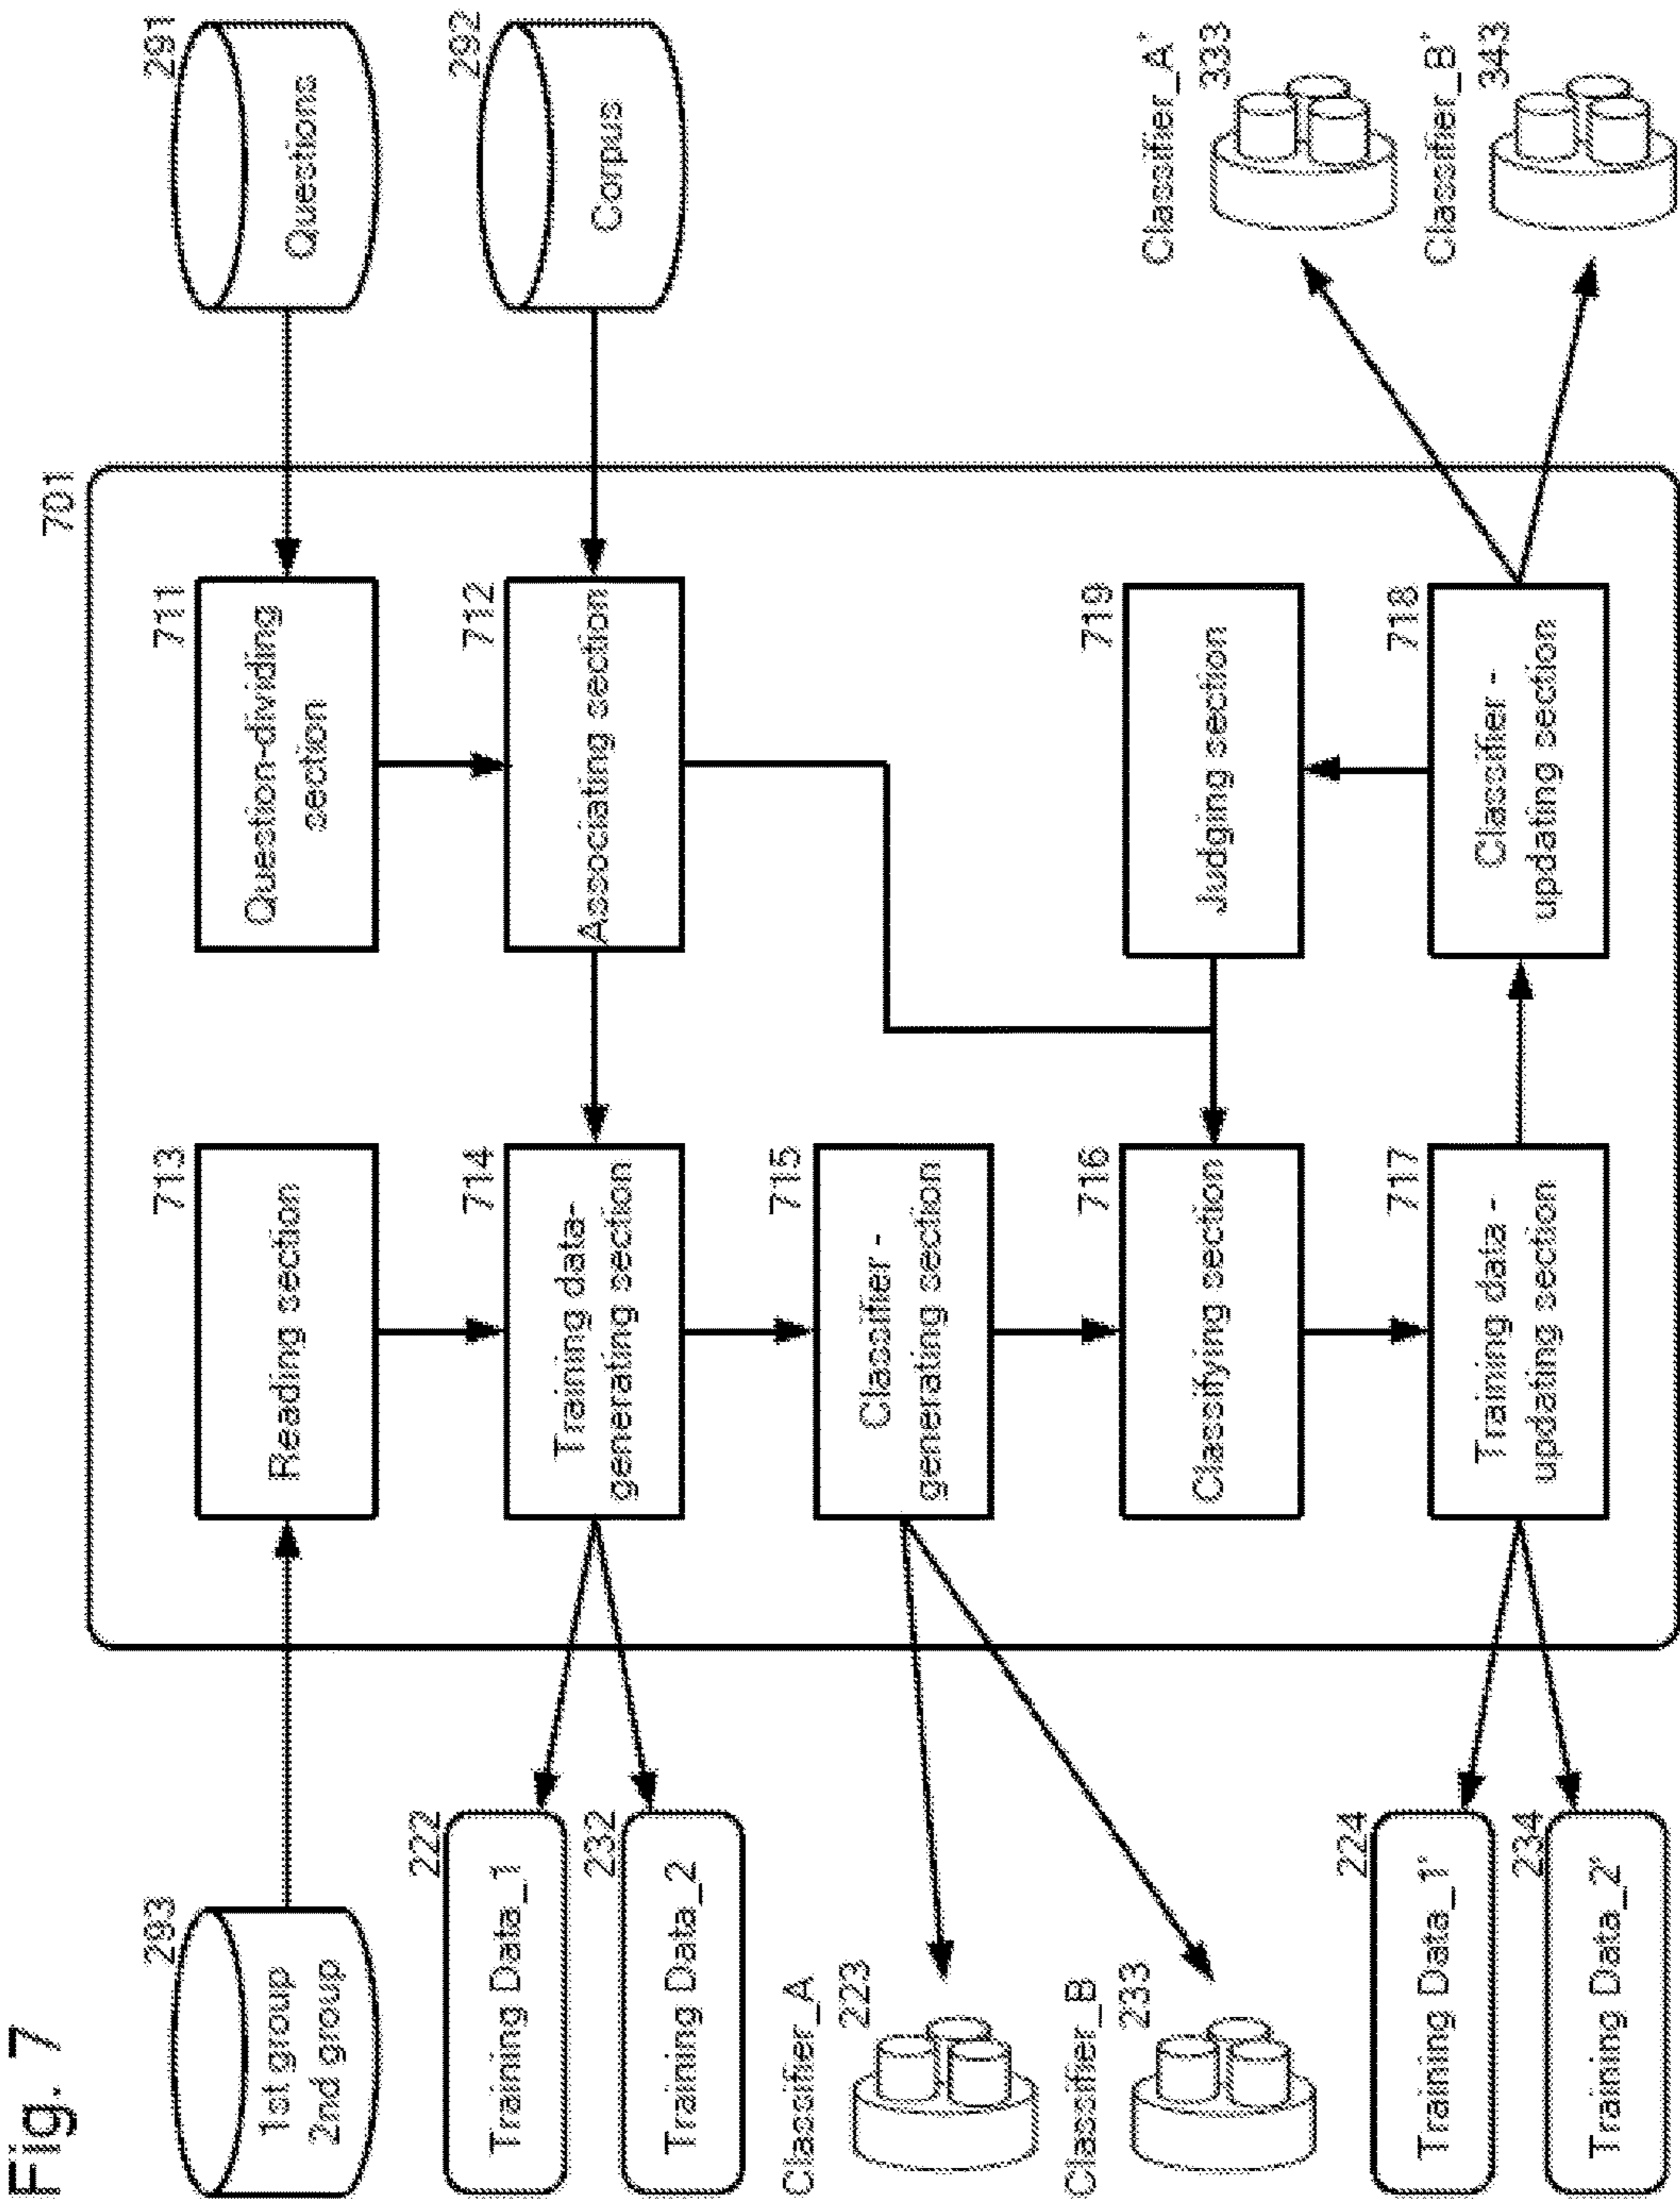 Fig. 7
701
293
1st group
2nd group
713
Reading section
711
Question-dividing
section
291
Questions
222
Training Data_1
232
Training Data_2
714
Training data-
generating section
712
Associating section
292
Corpus
Classifier_A
223
Classifier_B
233
715
Classifier -
generating section
716
Classifying section
719
Judging section
Classifier_A'
333
224
Training Data_1'
234
Training Data_2'
717
Training data -
updating section
718
Classifier -
updating section
Classifier_B'
343